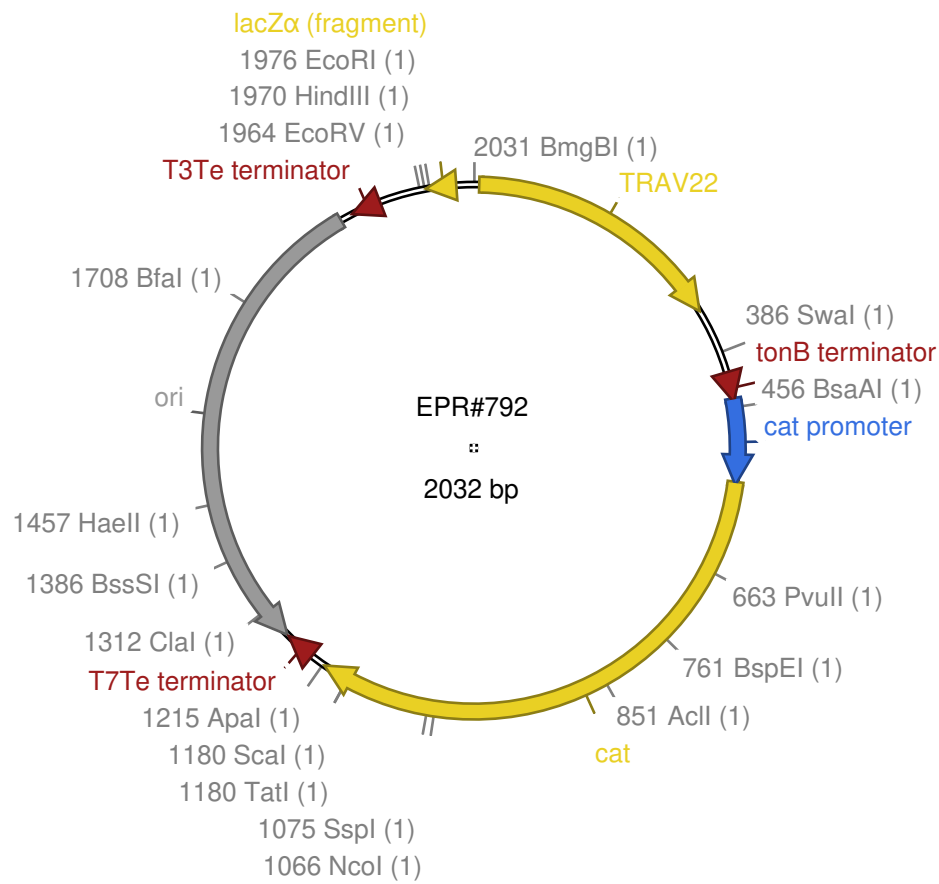 lacZα (fragment)
1976 EcoRI (1)
1970 HindIII (1)
1964 EcoRV (1)
2031 BmgBI (1)
T3Te terminator
TRAV22
1708 BfaI (1)
386 SwaI (1)
tonB terminator
456 BsaAI (1)
ori
EPR#792
cat promoter
2032 bp
1457 HaeII (1)
1386 BssSI (1)
663 PvuII (1)
1312 ClaI (1)
761 BspEI (1)
T7Te terminator
1215 ApaI (1)
851 AclI (1)
1180 ScaI (1)
cat
1180 TatI (1)
1075 SspI (1)
1066 NcoI (1)